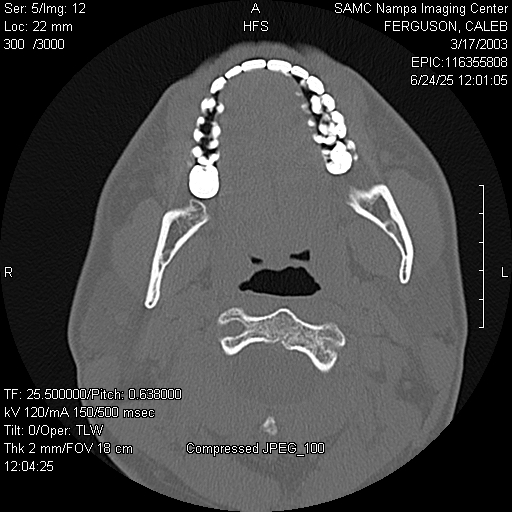 Ser: 5/Img: 12
Loc: 22 mm
300 /3000
A
HFS
SAMC Nampa Imaging Center
FERGUSON, CALEB
3/17/2003
EPIC:116355808
6/24/25 12:01:05
R
L
TF: 25.500000/Pitch: 0.638000
kV 120/mA 150/500 msec
Tilt: 0/Oper: TLW
Thk 2 mm/FOV 18 cm
12:04:25
Compressed JPEG_100